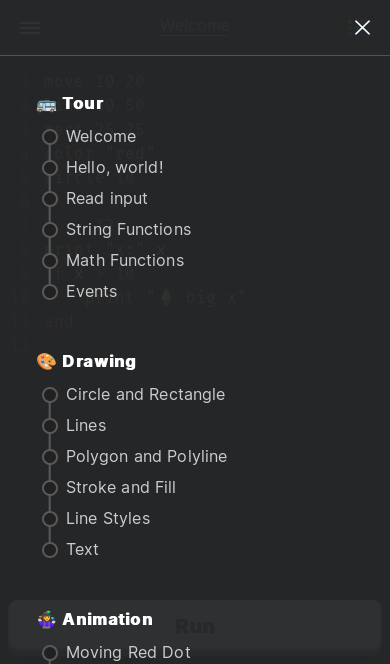 Welcome
🚌 Tour
Welcome
Hello, world!
Read input
String Functions
Math Functions
Events
🎨 Drawing
Circle and Rectangle
Lines
Polygon and Polyline
Stroke and Fill
Line Styles
Text
🤹‍♀️ Animation
Run
Moving Red Dot